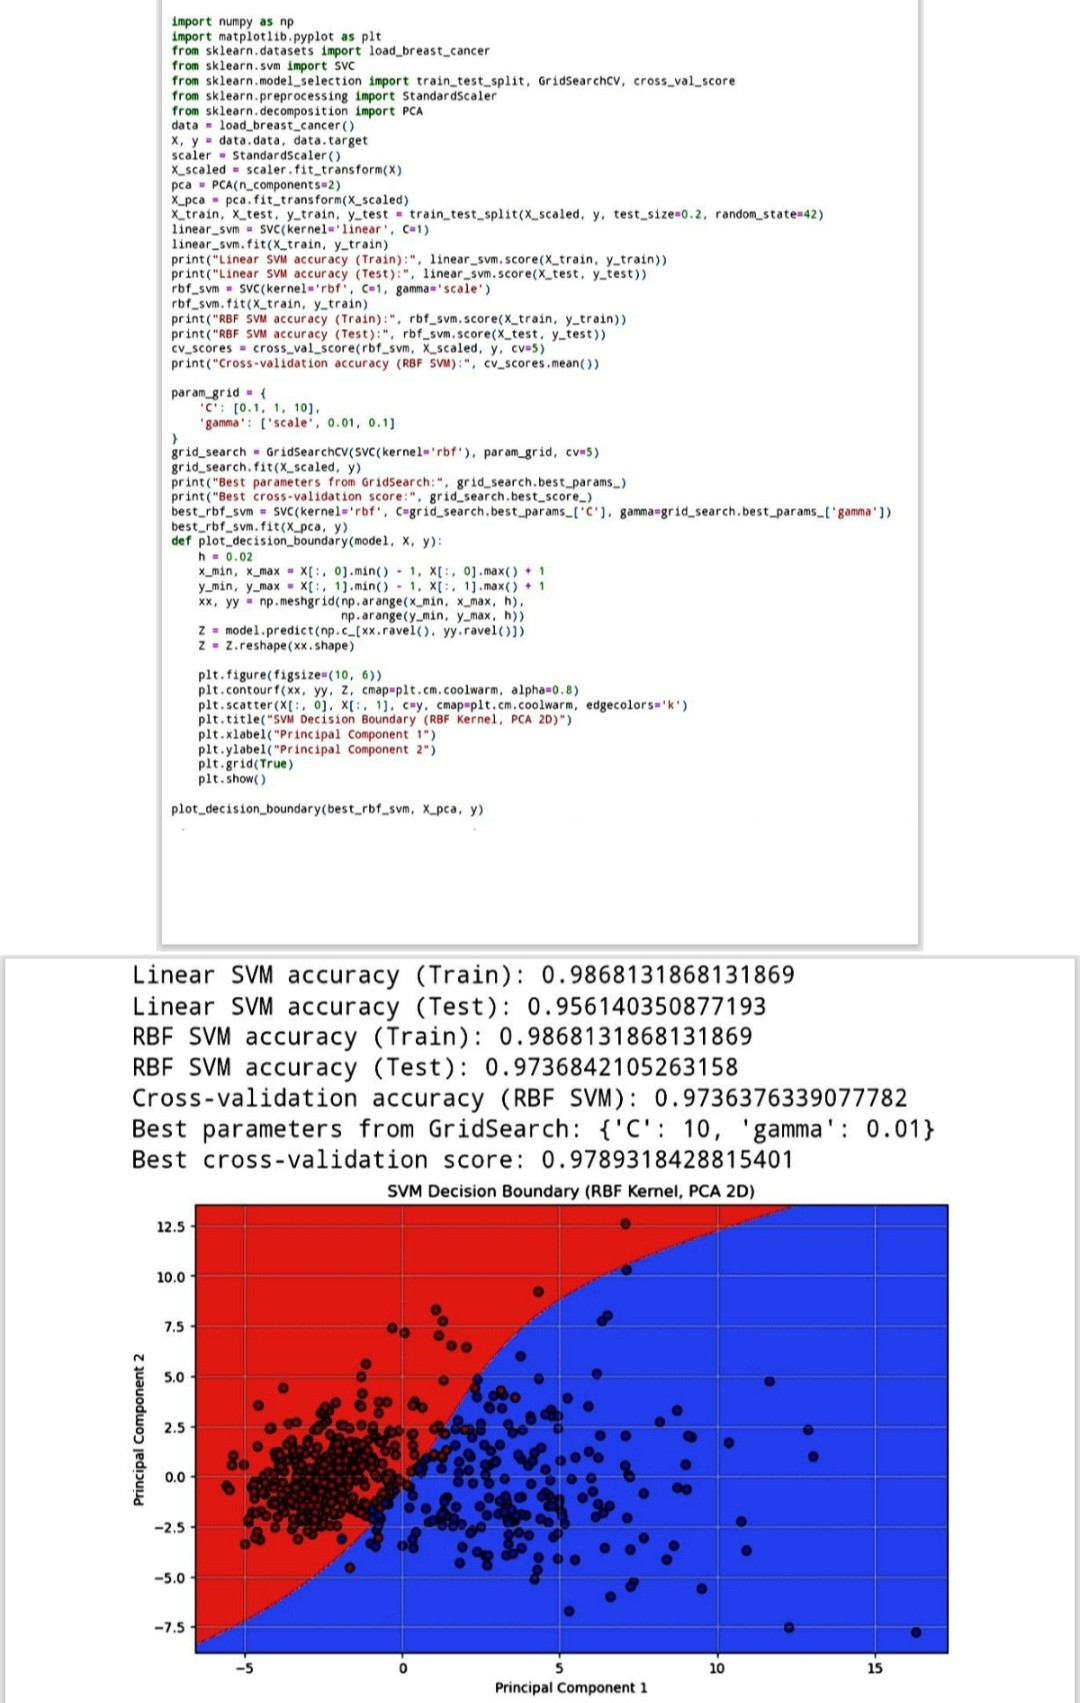 import numpy as np
import matplotlib.pyplot as plt
from sklearn.datasets import load_breast_cancer
from sklearn.svm import SVC
from sklearn.model_selection import train_test_split, GridSearchCV, cross_val_score
from sklearn.preprocessing import StandardScaler
from sklearn.decomposition import PCA
data = load_breast_cancer()
X, y = data.data, data.target
scaler = StandardScaler()
X_scaled = scaler.fit_transform(X)
pca = PCA(n_components=2)
X_pca = pca.fit_transform(X_scaled)
X_train, X_test, y_train, y_test = train_test_split(X_scaled, y, test_size=0.2, random_state=42)
linear_svm = SVC(kernel='linear', C=1)
linear_svm.fit(X_train, y_train)
print("Linear SVM accuracy (Train):", linear_svm.score(X_train, y_train))
print("Linear SVM accuracy (Test):", linear_svm.score(X_test, y_test))
rbf_svm = SVC(kernel='rbf', C=1, gamma='scale')
rbf_svm.fit(X_train, y_train)
print("RBF SVM accuracy (Train):", rbf_svm.score(X_train, y_train))
print("RBF SVM accuracy (Test):", rbf_svm.score(X_test, y_test))
cv_scores = cross_val_score(rbf_svm, X_scaled, y, cv=5)
print("Cross-validation accuracy (RBF SVM):", cv_scores.mean())
param_grid = {
    'C': [0.1, 1, 10],
    'gamma': ['scale', 0.01, 0.1]
}
grid_search = GridSearchCV(SVC(kernel='rbf'), param_grid, cv=5)
grid_search.fit(X_scaled, y)
print("Best parameters from GridSearch:", grid_search.best_params_)
print("Best cross-validation score:", grid_search.best_score_)
best_rbf_svm = SVC(kernel='rbf', C=grid_search.best_params_['C'], gamma=grid_search.best_params_['gamma'])
best_rbf_svm.fit(X_pca, y)
def plot_decision_boundary(model, X, y):
    h = 0.02
    x_min, x_max = X[:, 0].min() - 1, X[:, 0].max() + 1
    y_min, y_max = X[:, 1].min() - 1, X[:, 1].max() + 1
    xx, yy = np.meshgrid(np.arange(x_min, x_max, h),
                         np.arange(y_min, y_max, h))
    Z = model.predict(np.c_[xx.ravel(), yy.ravel()])
    Z = Z.reshape(xx.shape)
    plt.figure(figsize=(10, 6))
    plt.contourf(xx, yy, Z, cmap=plt.cm.coolwarm, alpha=0.8)
    plt.scatter(X[:, 0], X[:, 1], c=y, cmap=plt.cm.coolwarm, edgecolors='k')
    plt.title("SVM Decision Boundary (RBF Kernel, PCA 2D)")
    plt.xlabel("Principal Component 1")
    plt.ylabel("Principal Component 2")
    plt.grid(True)
    plt.show()
plot_decision_boundary(best_rbf_svm, X_pca, y)
Linear SVM accuracy (Train): 0.9868131868131869
Linear SVM accuracy (Test): 0.956140350877193
RBF SVM accuracy (Train): 0.9868131868131869
RBF SVM accuracy (Test): 0.9736842105263158
Cross-validation accuracy (RBF SVM): 0.9736376339077782
Best parameters from GridSearch: {'C': 10, 'gamma': 0.01}
Best cross-validation score: 0.9789318428815401
SVM Decision Boundary (RBF Kernel, PCA 2D)
Principal Component 2
12.5
10.0
7.5
5.0
2.5
0.0
−2.5
−5.0
−7.5
−5 0 5 10 15
Principal Component 1